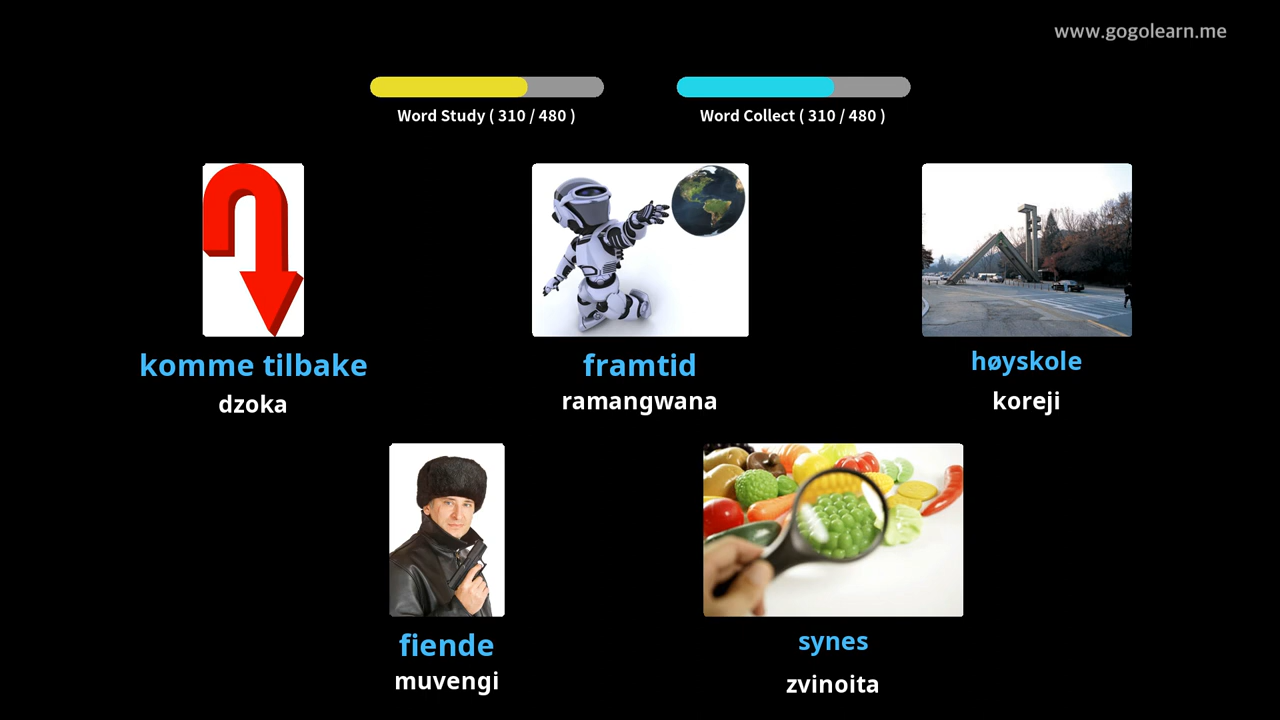 www.gogolearn.me
Word Study ( 310 / 480 )
Word Collect ( 310 / 480 )
komme tilbake
dzoka
framtid
ramangwana
høyskole
koreji
fiende
muvengi
synes
zvinoita